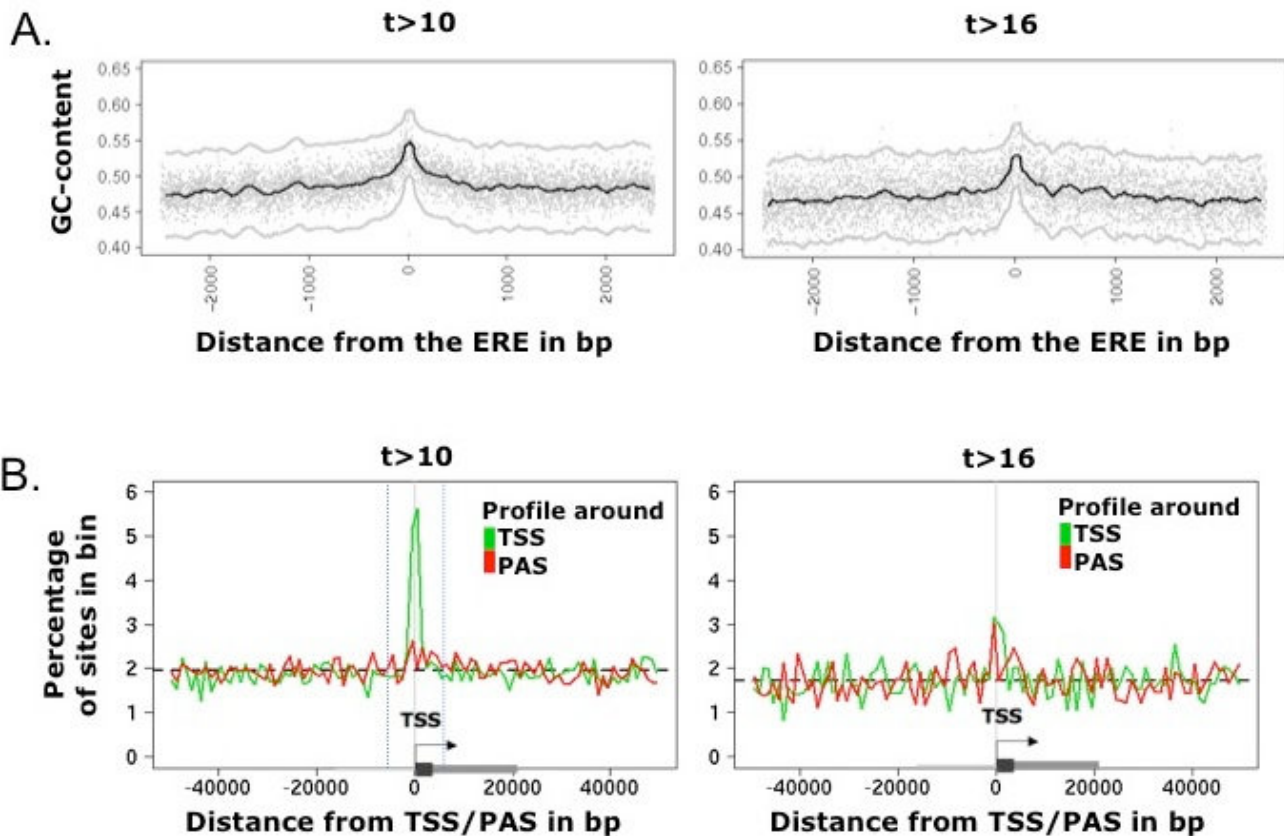 A.
t>10
t>16
GC-content
0.65
0.60
0.55
0.50
0.45
0.40
-2000
-1000
0
1000
2000
Distance from the ERE in bp
0.65
0.60
0.55
0.50
0.45
0.40
-2000
-1000
0
1000
2000
Distance from the ERE in bp
B.
t>10
t>16
Percentage
of sites in bin
6
5
4
3
2
1
0
Profile around
TSS
PAS
TSS
-40000
-20000
0
20000
40000
Distance from TSS/PAS in bp
6
5
4
3
2
1
0
Profile around
TSS
PAS
TSS
-40000
-20000
0
20000
40000
Distance from TSS/PAS in bp